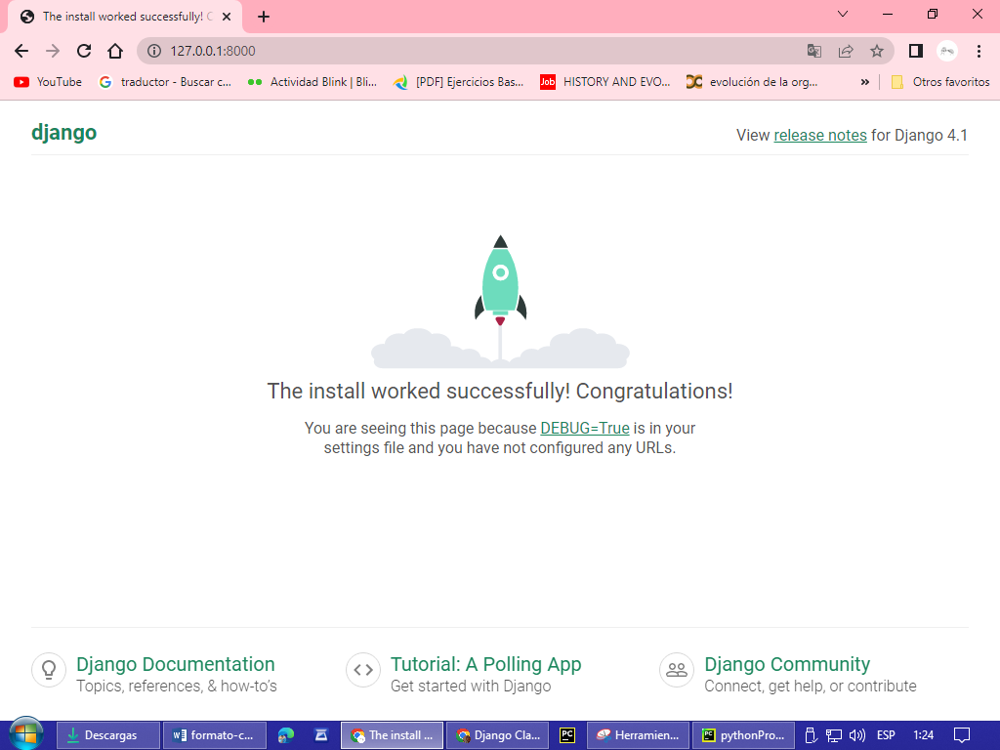 The install worked successfully! C
127.0.0.1:8000
YouTube
traductor - Buscar c...
Actividad Blink | Bli...
[PDF] Ejercicios Bas...
Job
HISTORY AND EVO...
evolución de la org...
»
Otros favoritos
django
View release notes for Django 4.1
The install worked successfully! Congratulations!
You are seeing this page because DEBUG=True is in your
settings file and you have not configured any URLs.
Django Documentation
Topics, references, & how-to's
Tutorial: A Polling App
Get started with Django
Django Community
Connect, get help, or contribute
Descargas
formato-c...
The install ...
Django Cla...
PC
Herramien...
PC
pythonPro...
ESP
1:24